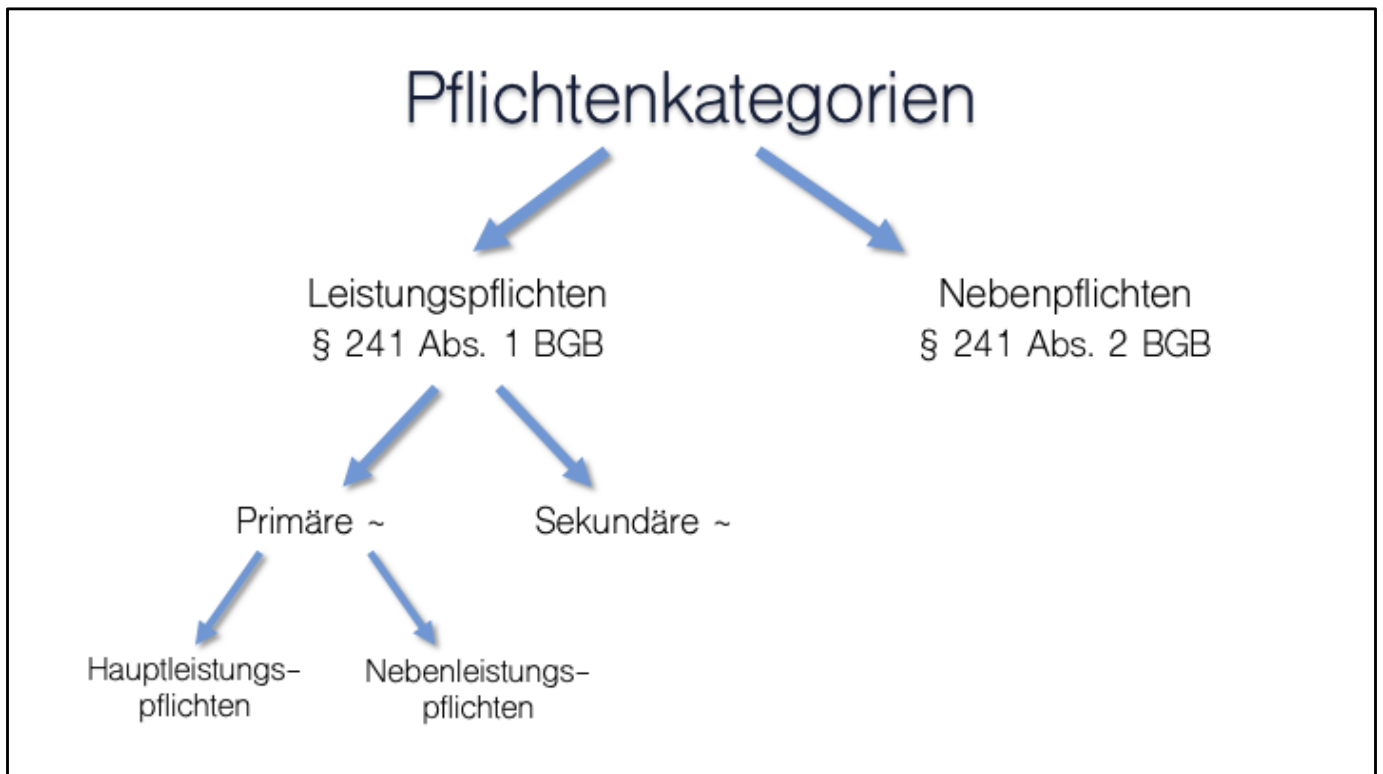 Pflichtenkategorien
Leistungspflichten
§ 241 Abs. 1 BGB
Nebenpflichten
§ 241 Abs. 2 BGB
Primäre ~
Sekundäre ~
Hauptleistungs-
pflichten
Nebenleistungs-
pflichten